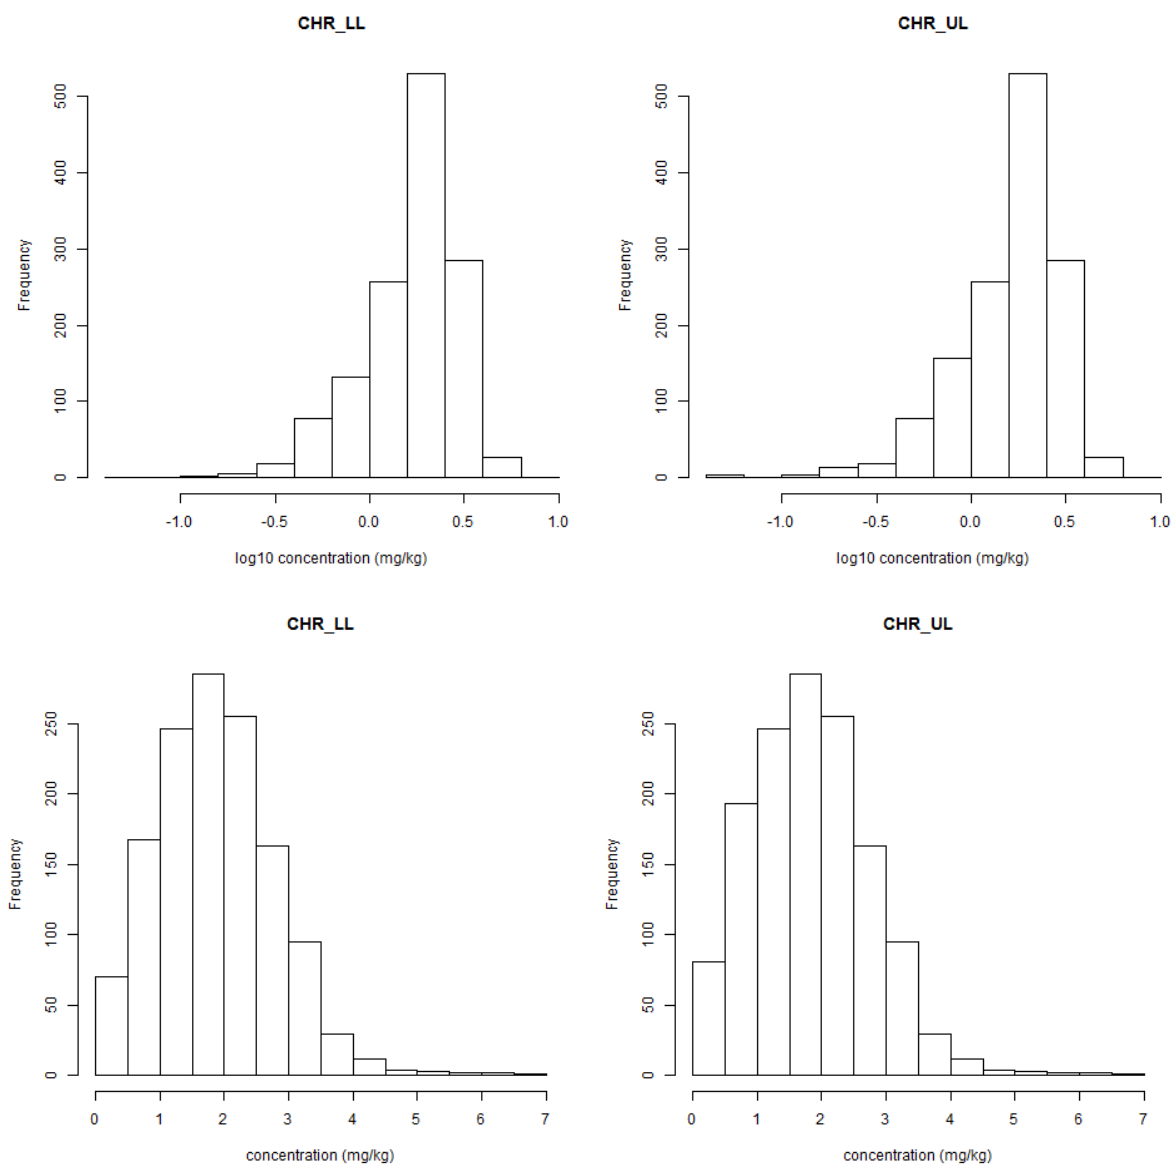 CHR_LL
Frequency
0 100 200 300 400 500
-1.0 -0.5 0.0 0.5 1.0
log10 concentration (mg/kg)
CHR_UL
Frequency
0 100 200 300 400 500
-1.0 -0.5 0.0 0.5 1.0
log10 concentration (mg/kg)
CHR_LL
Frequency
0 50 100 150 200 250
0 1 2 3 4 5 6 7
concentration (mg/kg)
CHR_UL
Frequency
0 50 100 150 200 250
0 1 2 3 4 5 6 7
concentration (mg/kg)